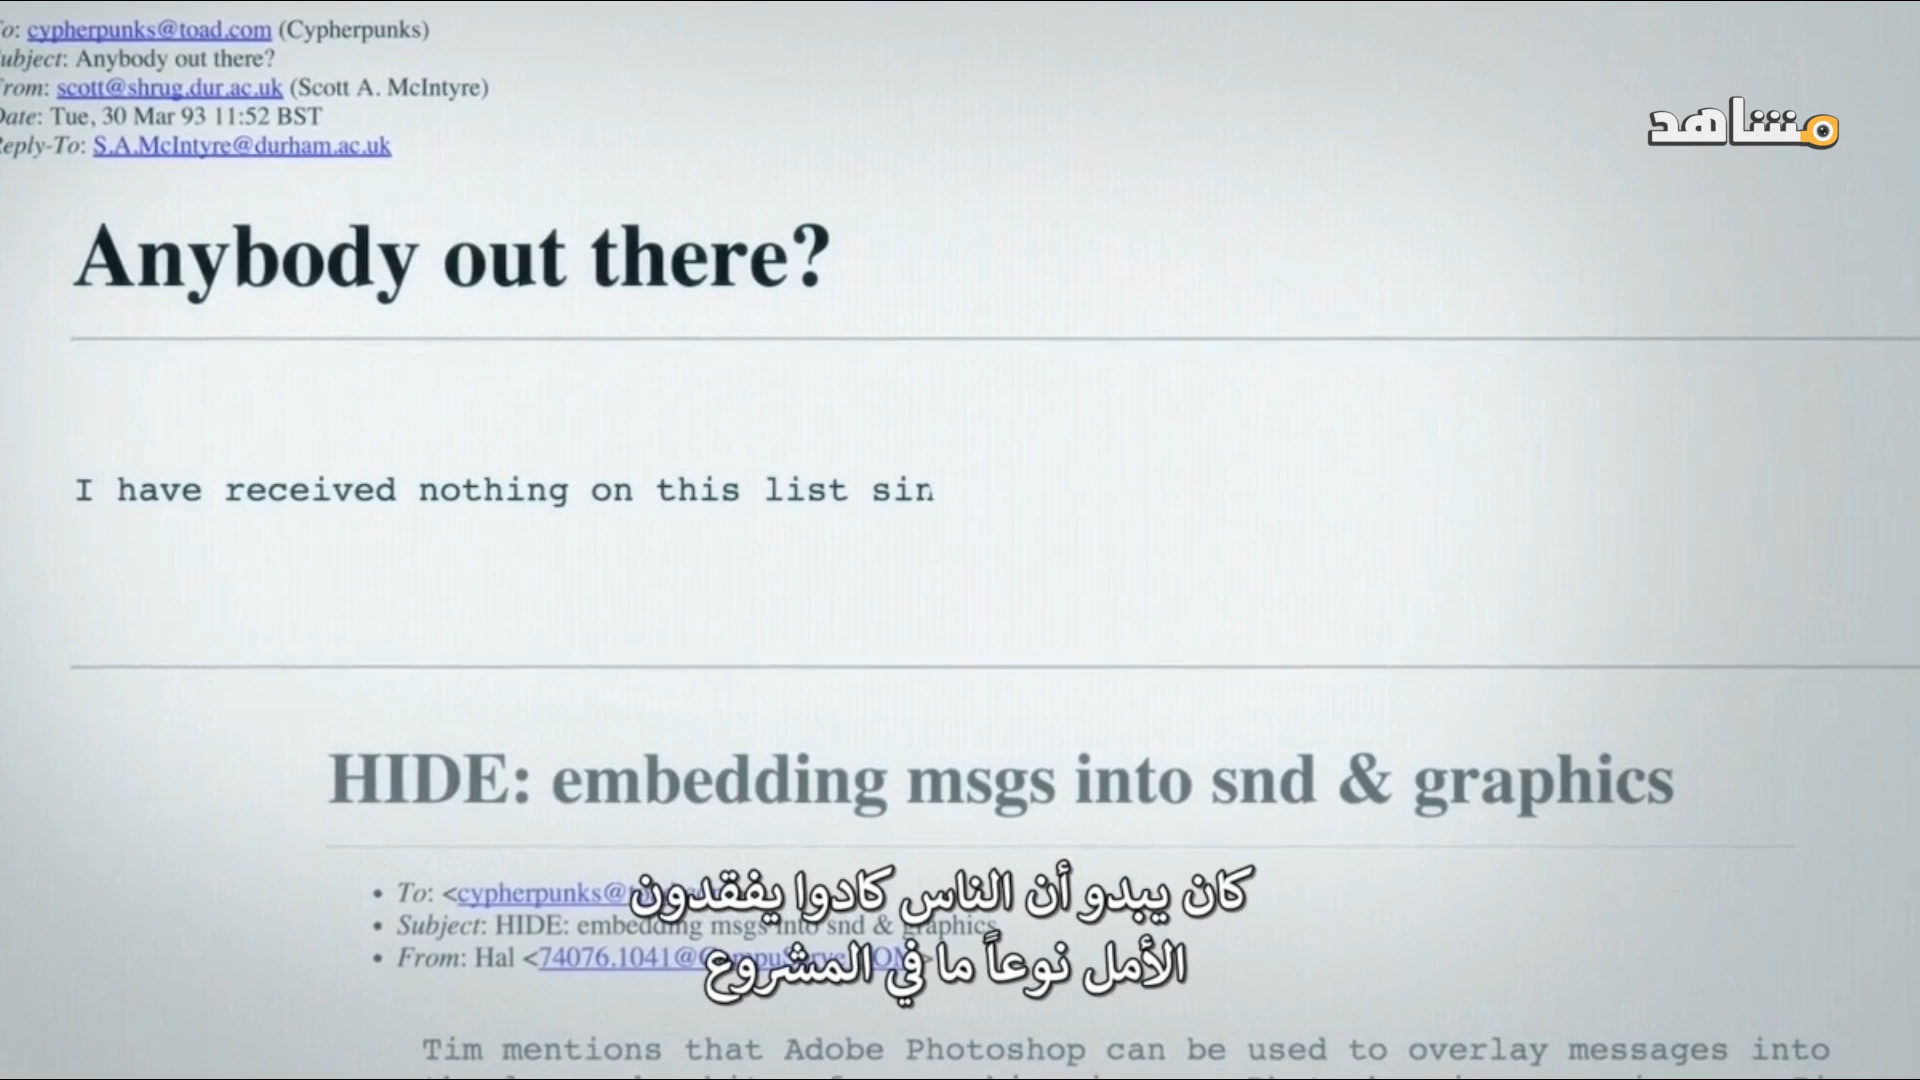 o: cypherpunks@toad.com (Cypherpunks)
ubject: Anybody out there?
rom: scott@shrug.dur.ac.uk (Scott A. McIntyre)
Date: Tue, 30 Mar 93 11:52 BST
Reply-To: S.A.McIntyre@durham.ac.uk
مشاهد
Anybody out there?
I have received nothing on this list sin
HIDE: embedding msgs into snd & graphics
• To: <cypherpunks@
• Subject: HIDE: embedding msgs into snd & graphics
• From: Hal <74076.1041@CompuServe.COM>
كان يبدو أن الناس كادوا يفقدون
الأمل نوعاً ما في المشروع
Tim mentions that Adobe Photoshop can be used to overlay messages into